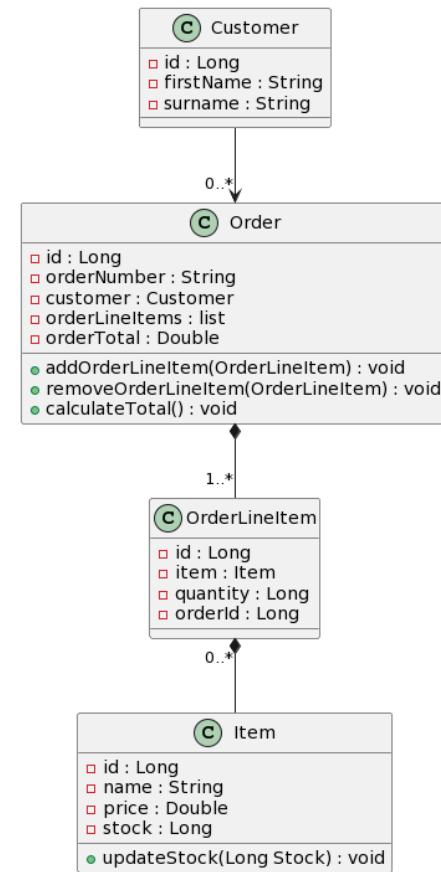 C Customer
id : Long
firstName : String
surname : String
0..*
C Order
id : Long
orderNumber : String
customer : Customer
orderLineItems : list
orderTotal : Double
addOrderLineItem(OrderLineItem) : void
removeOrderLineItem(OrderLineItem) : void
calculateTotal() : void
1..*
C OrderLineItem
id : Long
item : Item
quantity : Long
orderId : Long
0..*
C Item
id : Long
name : String
price : Double
stock : Long
updateStock(Long Stock) : void